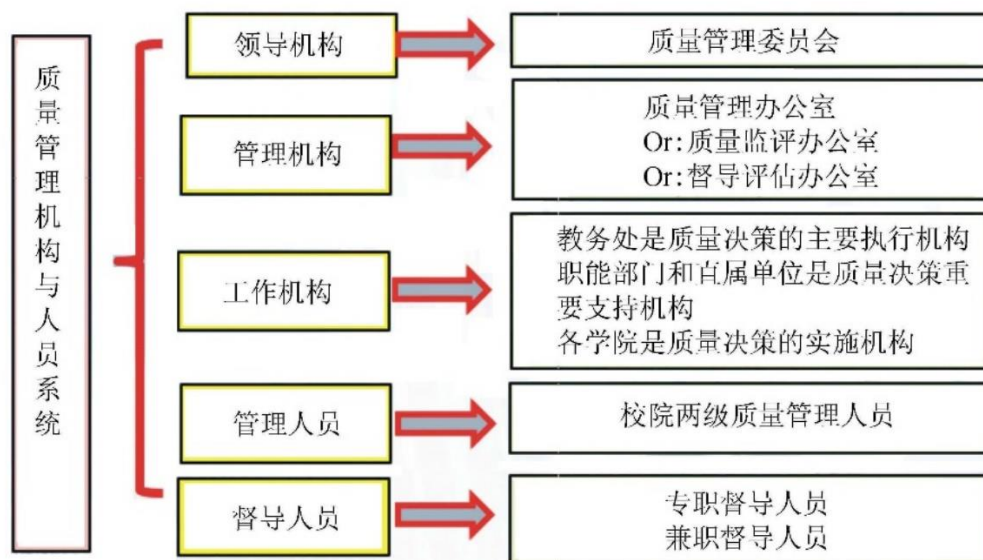 质量管理机构与人员系统
领导机构
质量管理委员会
管理机构
质量管理办公室
Or:质量监评办公室
Or:督导评估办公室
工作机构
教务处是质量决策的主要执行机构
职能部门和直属单位是质量决策重
要支持机构
各学院是质量决策的实施机构
管理人员
校院两级质量管理人员
督导人员
专职督导人员
兼职督导人员